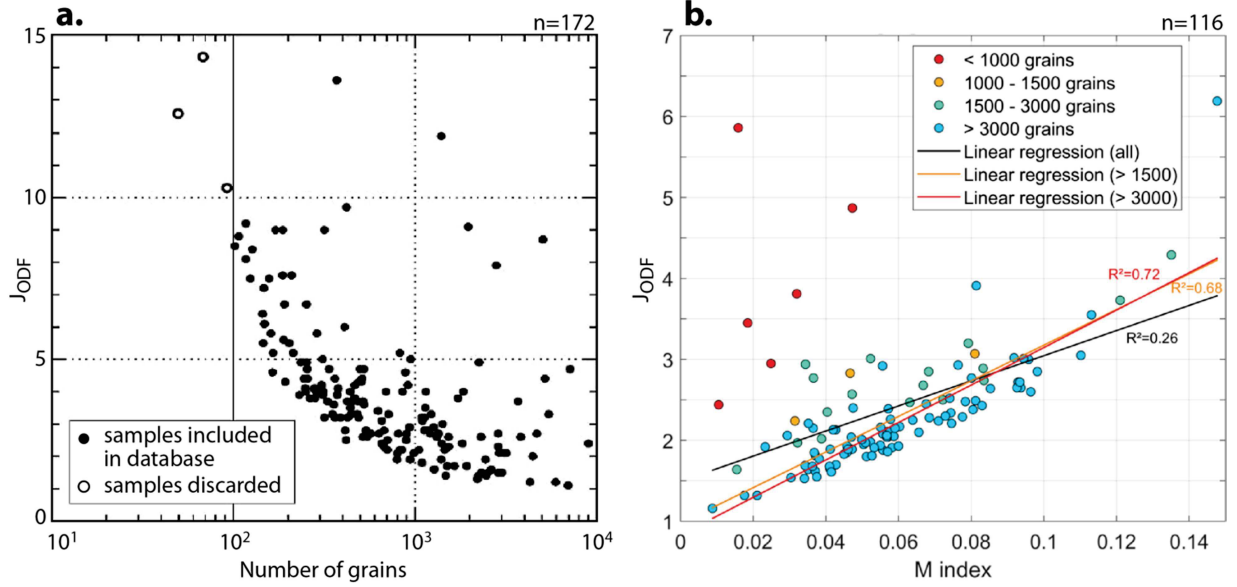 a.
n=172
15
10
5
0
J_ODF
10^1
10^2
10^3
10^4
Number of grains
samples included
in database
samples discarded
b.
n=116
7
6
5
4
3
2
1
J_ODF
0
0.02
0.04
0.06
0.08
0.1
0.12
0.14
M index
< 1000 grains
1000 - 1500 grains
1500 - 3000 grains
> 3000 grains
Linear regression (all)
Linear regression (> 1500)
Linear regression (> 3000)
R²=0.72
R²=0.68
R²=0.26